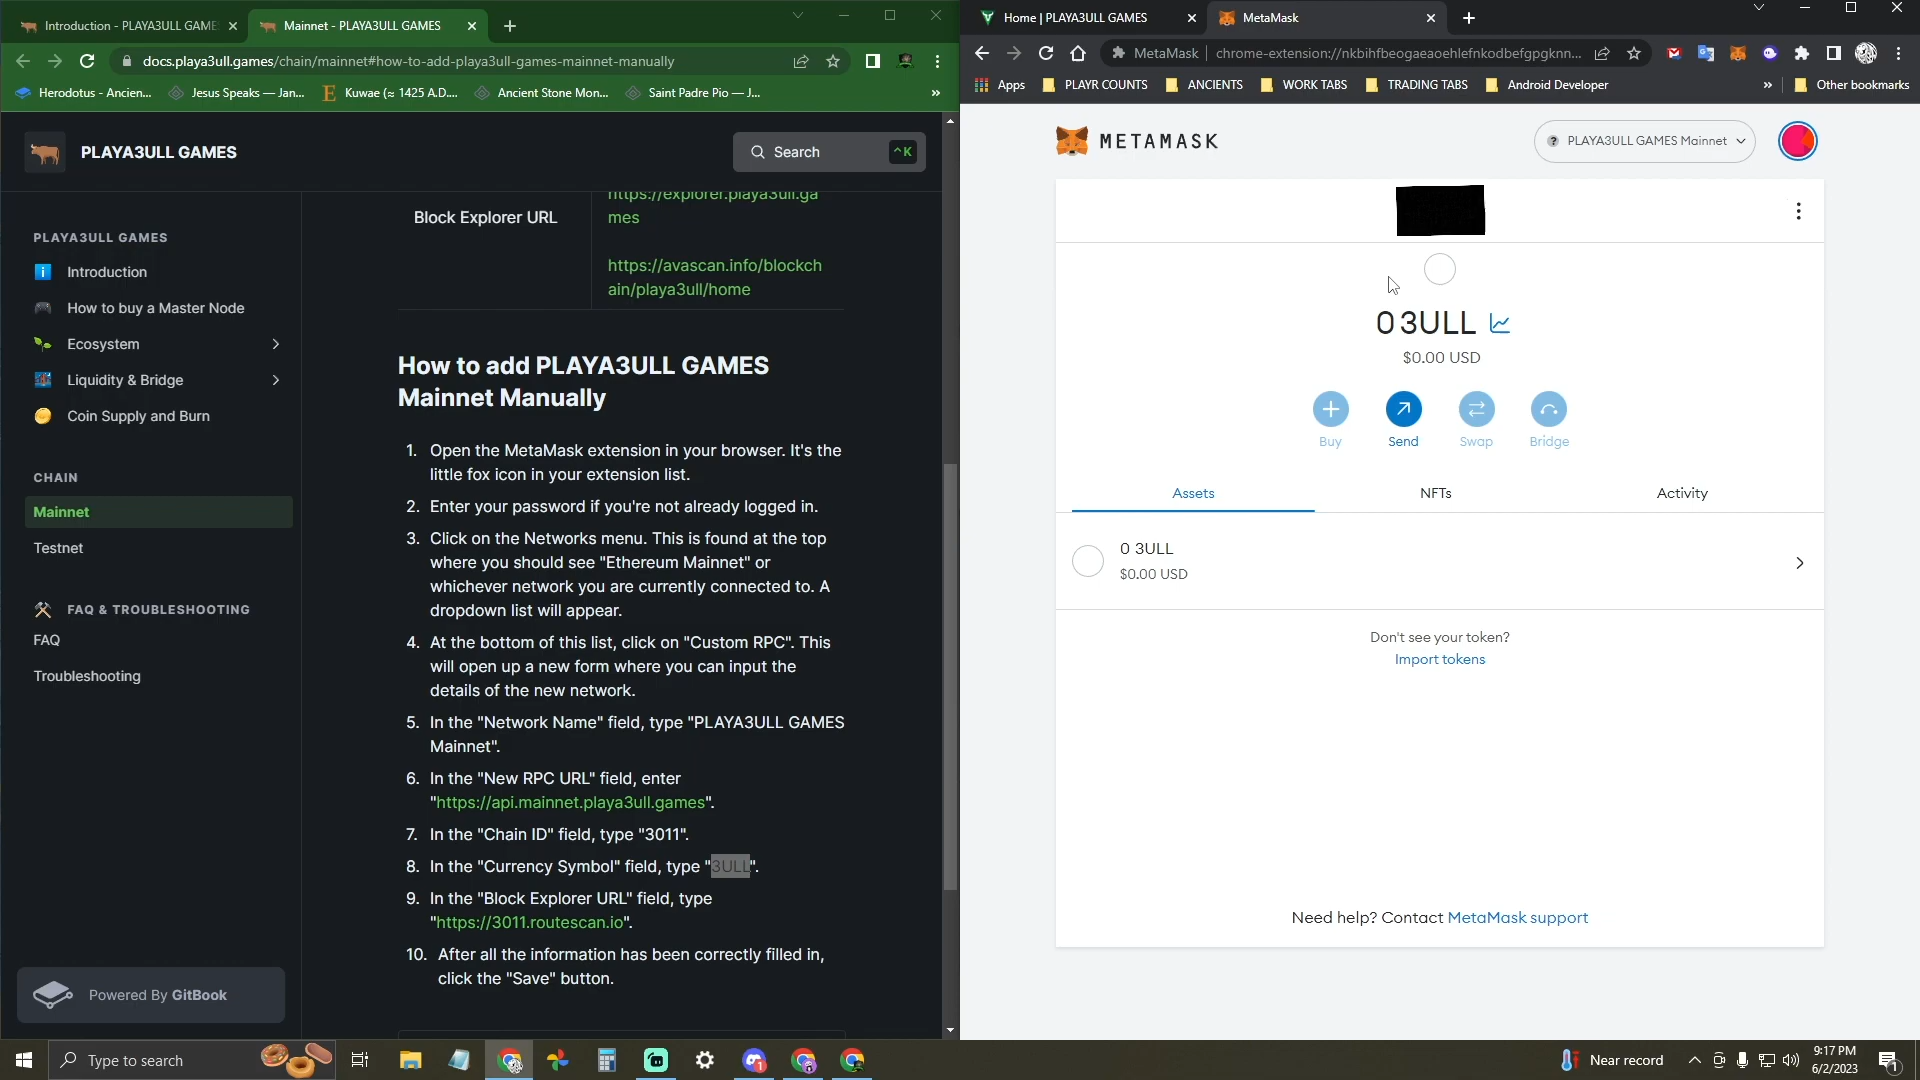 Introduction - PLAYA3ULL GAME
Mainnet - PLAYA3ULL GAMES
docs.playa3ull.games/chain/mainnet#how-to-add-playa3ull-games-mainnet-manually
Herodotus - Ancien...
Jesus Speaks — Jan...
Kuwae (≈ 1425 A.D....
Ancient Stone Mon...
Saint Padre Pio — J...
»
PLAYA3ULL GAMES
Search
^K
PLAYA3ULL GAMES
Introduction
How to buy a Master Node
Ecosystem
Liquidity & Bridge
Coin Supply and Burn
CHAIN
Mainnet
Testnet
FAQ & TROUBLESHOOTING
FAQ
Troubleshooting
Powered By GitBook
Block Explorer URL
https://explorer.playa3ull.ga
mes
https://avascan.info/blockch
ain/playa3ull/home
How to add PLAYA3ULL GAMES
Mainnet Manually
1. Open the MetaMask extension in your browser. It's the
little fox icon in your extension list.
2. Enter your password if you're not already logged in.
3. Click on the Networks menu. This is found at the top
where you should see "Ethereum Mainnet" or
whichever network you are currently connected to. A
dropdown list will appear.
4. At the bottom of this list, click on "Custom RPC". This
will open up a new form where you can input the
details of the new network.
5. In the "Network Name" field, type "PLAYA3ULL GAMES
Mainnet".
6. In the "New RPC URL" field, enter
"https://api.mainnet.playa3ull.games".
7. In the "Chain ID" field, type "3011".
8. In the "Currency Symbol" field, type "3ULL".
9. In the "Block Explorer URL" field, type
"https://3011.routescan.io".
10. After all the information has been correctly filled in,
click the "Save" button.
Home | PLAYA3ULL GAMES
MetaMask
MetaMask | chrome-extension://nkbihfbeogaeaoehlefnkodbefgpgknn...
Apps
PLAYR COUNTS
ANCIENTS
WORK TABS
TRADING TABS
Android Developer
»
Other bookmarks
METAMASK
? PLAYA3ULL GAMES Mainnet
0 3ULL
$0.00 USD
Buy
Send
Swap
Bridge
Assets
NFTs
Activity
0 3ULL
$0.00 USD
Don't see your token?
Import tokens
Need help? Contact MetaMask support
Type to search
Near record
9:17 PM
6/2/2023
1